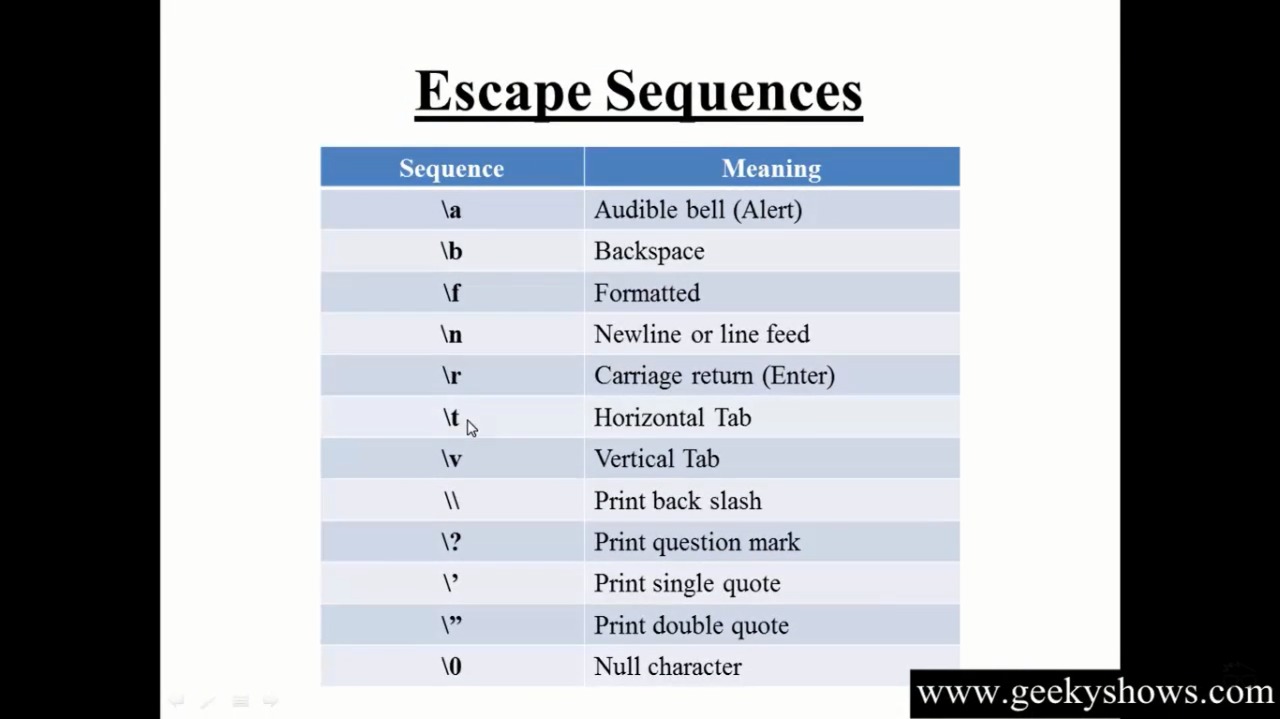 Escape Sequences
Sequence Meaning
\a Audible bell (Alert)
\b Backspace
\f Formatted
\n Newline or line feed
\r Carriage return (Enter)
\t Horizontal Tab
\v Vertical Tab
\\ Print back slash
\? Print question mark
\’ Print single quote
\” Print double quote
\0 Null character
www.geekyshows.com